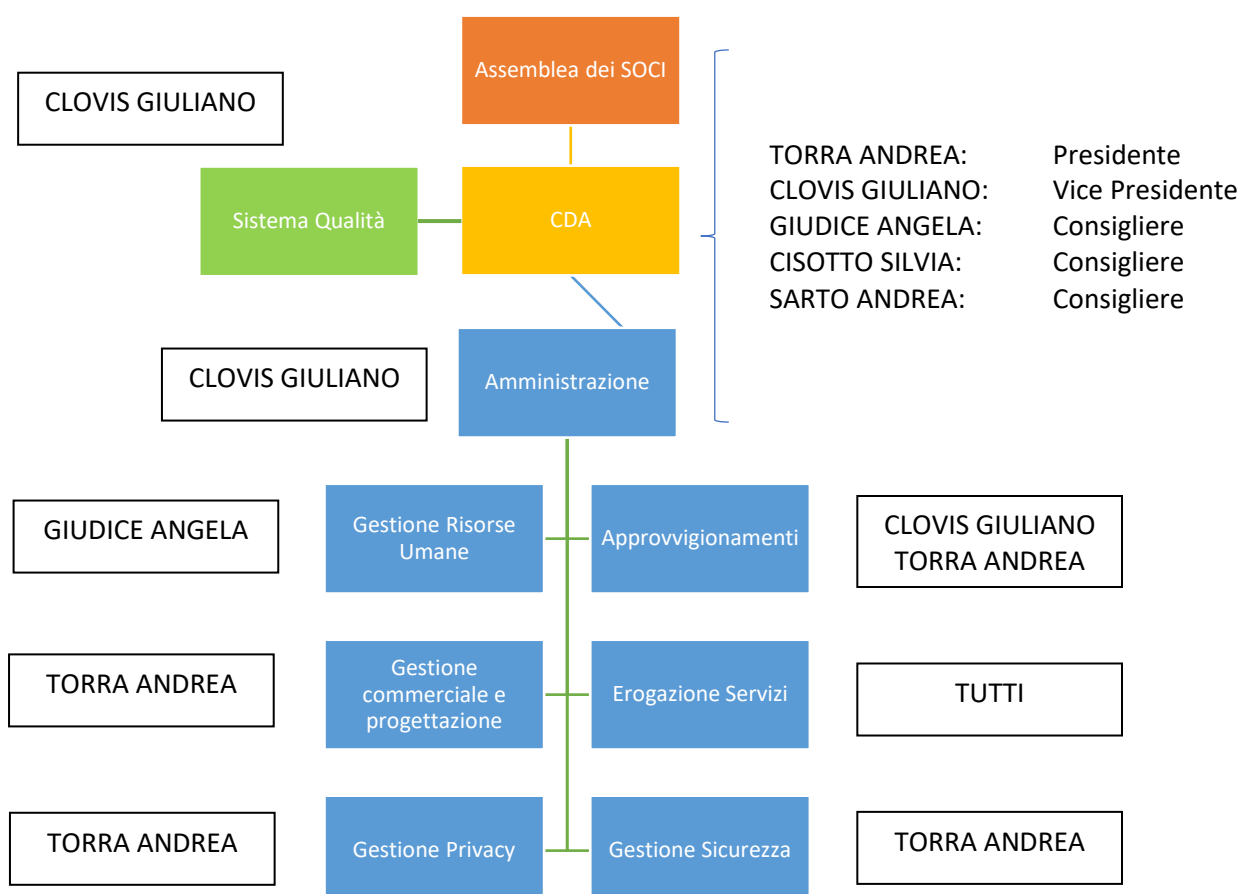 Assemblea dei SOCI
CLOVIS GIULIANO
TORRA ANDREA: Presidente
CLOVIS GIULIANO: Vice Presidente
GIUDICE ANGELA: Consigliere
CISOTTO SILVIA: Consigliere
SARTO ANDREA: Consigliere
Sistema Qualità
CDA
CLOVIS GIULIANO
Amministrazione
GIUDICE ANGELA
Gestione Risorse
Umane
Approvvigionamenti
CLOVIS GIULIANO
TORRA ANDREA
TORRA ANDREA
Gestione
commerciale e
progettazione
Erogazione Servizi
TUTTI
TORRA ANDREA
Gestione Privacy
Gestione Sicurezza
TORRA ANDREA